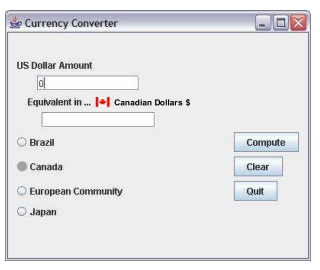 Currency Converter
US Dollar Amount
0
Equivalent in ... Canadian Dollars $
Brazil
Compute
Canada
Clear
European Community
Quit
Japan